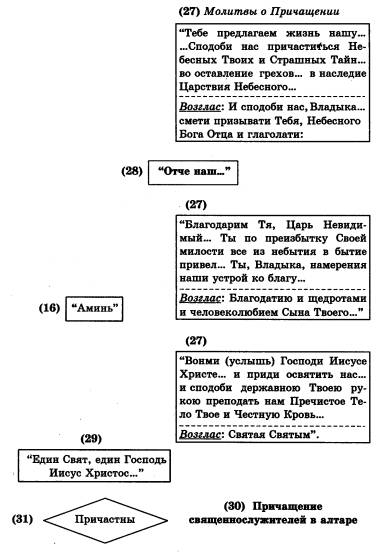 (27) Молитвы о Причащении
“Тебе предлагаем жизнь нашу...
...Сподоби нас причаститься Не-
бесных Твоих и Страшных Тайн...
во оставление грехов... в наследие
Царствия Небесного...
Возглас: И сподоби нас, Владыка...
смети призывати Тебя, Небесного
Бога Отца и глаголати:
(28) “Отче наш...”
(27)
“Благодарим Тя, Царь Невиди-
мый... Ты по преизбытку Своей
милости все из небытия в бытие
привел... Ты, Владыка, намерения
наши устрой ко благу...
Возглас: Благодатию и щедротами
и человеколюбием Сына Твоего...”
(16) “Аминь”
(27)
“Вонми (услышь) Господи Иисусе
Христе... и приди освятить нас...
и сподоби державною Твоею ру-
кою преподать нам Пречистое Те-
ло Твое и Честную Кровь...
Возглас: Святая Святым”.
(29)
“Един Свят, един Господь
Иисус Христос...”
(31) Причастны
(30) Причащение
священнослужителей в алтаре